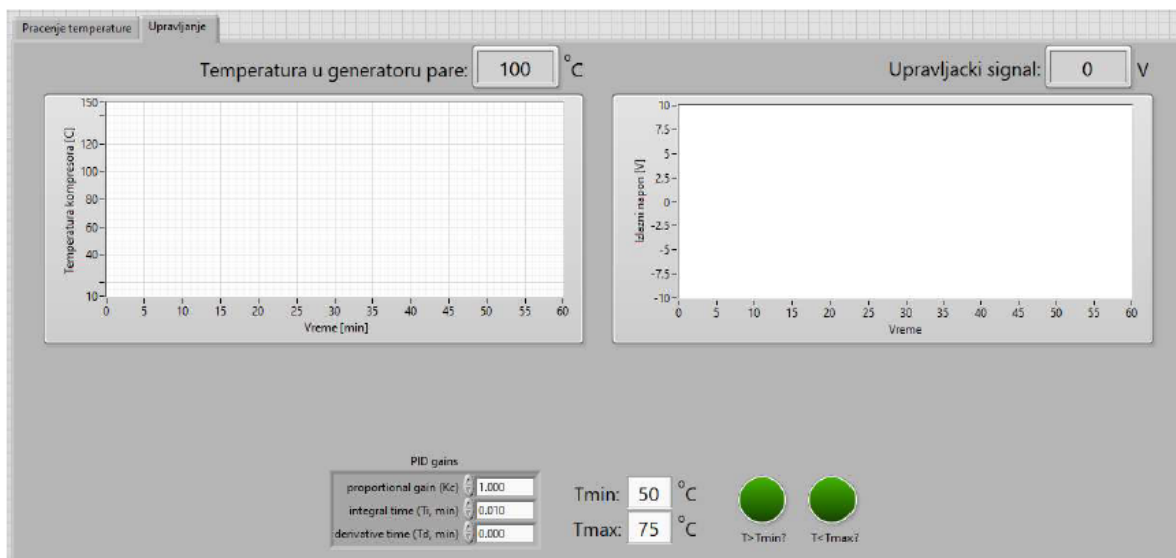 Pracenje temperature Upravljanje
Temperatura u generatoru pare: 100 °C
Upravljacki signal: 0 V
Temperatura kompresora [C]
150
120
100
80
60
40
10
0 5 10 15 20 25 30 35 40 45 50 55 60
Vreme [min]
Izlazni napon [V]
10
7.5
5
2.5
0
-2.5
-5
-7.5
-10
0 5 10 15 20 25 30 35 40 45 50 55 60
Vreme
PID gains
proportional gain (Kc) 1.000
integral time (Ti, min) 0.010
derivative time (Td, min) 0.000
Tmin: 50 °C
Tmax: 75 °C
T>Tmin? T<Tmax?